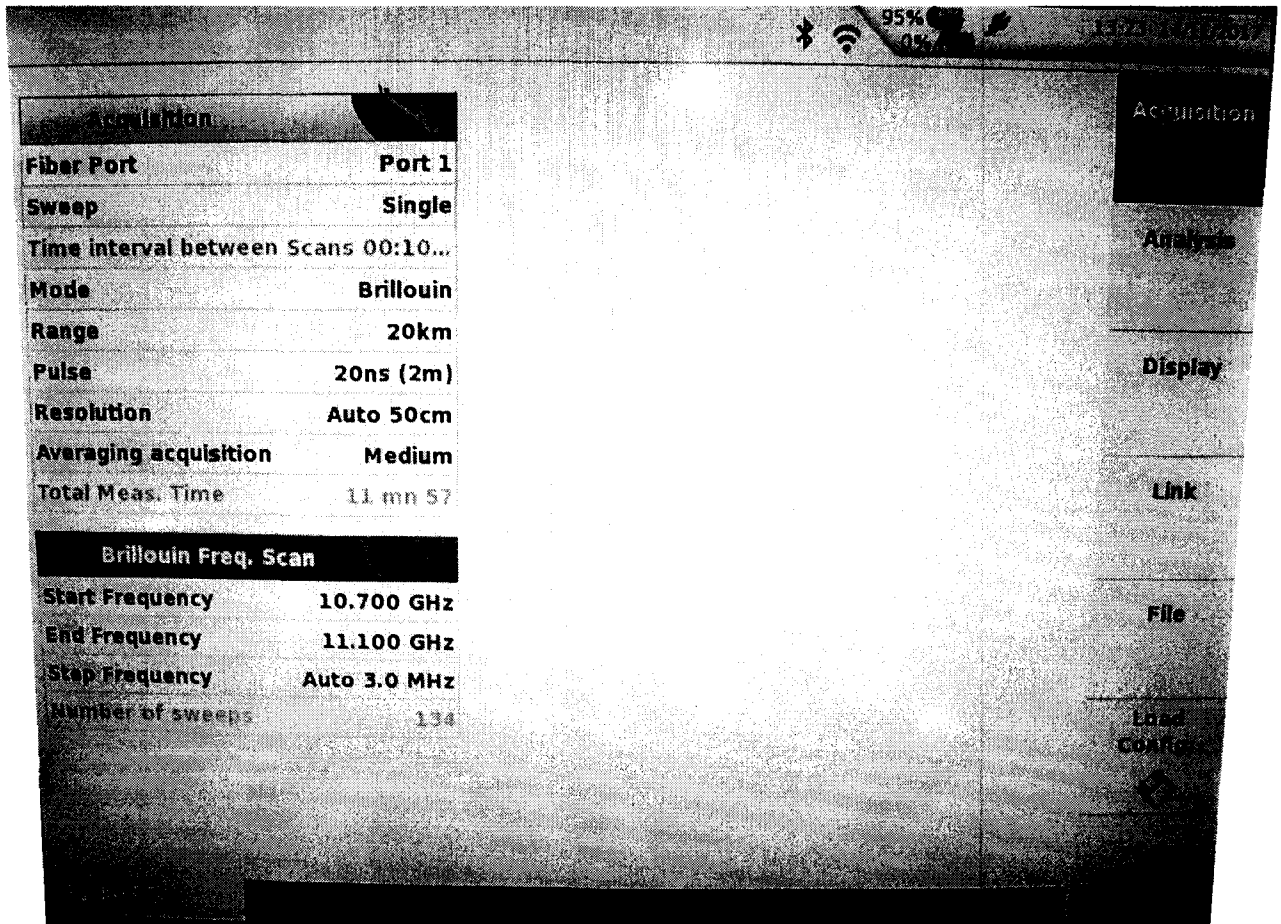 95%
0%
Acquisition
Fiber Port Port 1
Sweep Single
Time interval between Scans 00:10...
Mode Brillouin
Range 20km
Pulse 20ns (2m)
Resolution Auto 50cm
Averaging acquisition Medium
Total Meas. Time 11 mn 57
Brillouin Freq. Scan
Start Frequency 10.700 GHz
End Frequency 11.100 GHz
Step Frequency Auto 3.0 MHz
Number of sweeps 134
Acquisition
Analysis
Display
Link
File
Load
Config.